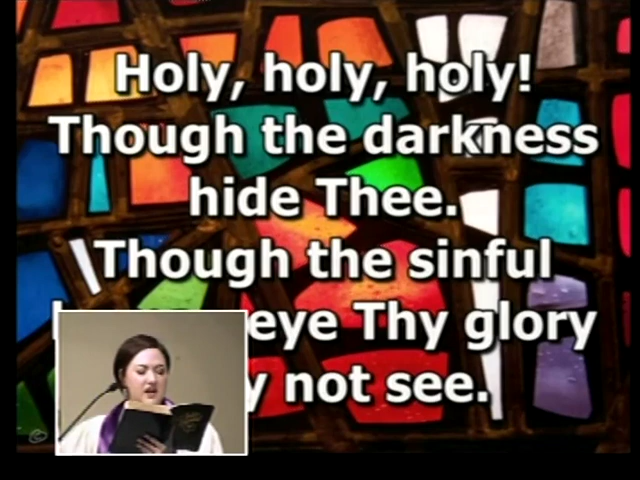 Holy, holy, holy!
Though the darkness
hide Thee.
Though the sinful
eye Thy glory
not see.